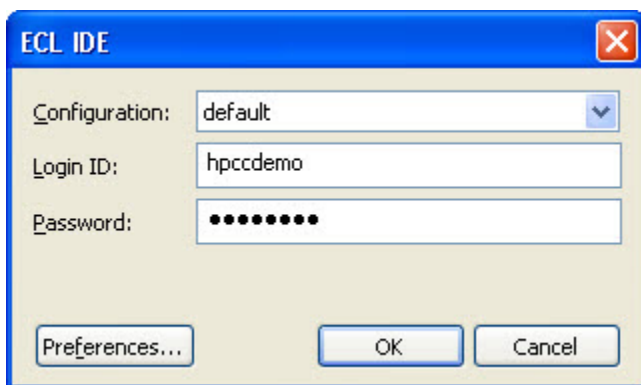 ECL IDE
Configuration: default
Login ID: hpccdemo
Password: ••••••••
Preferences... OK Cancel